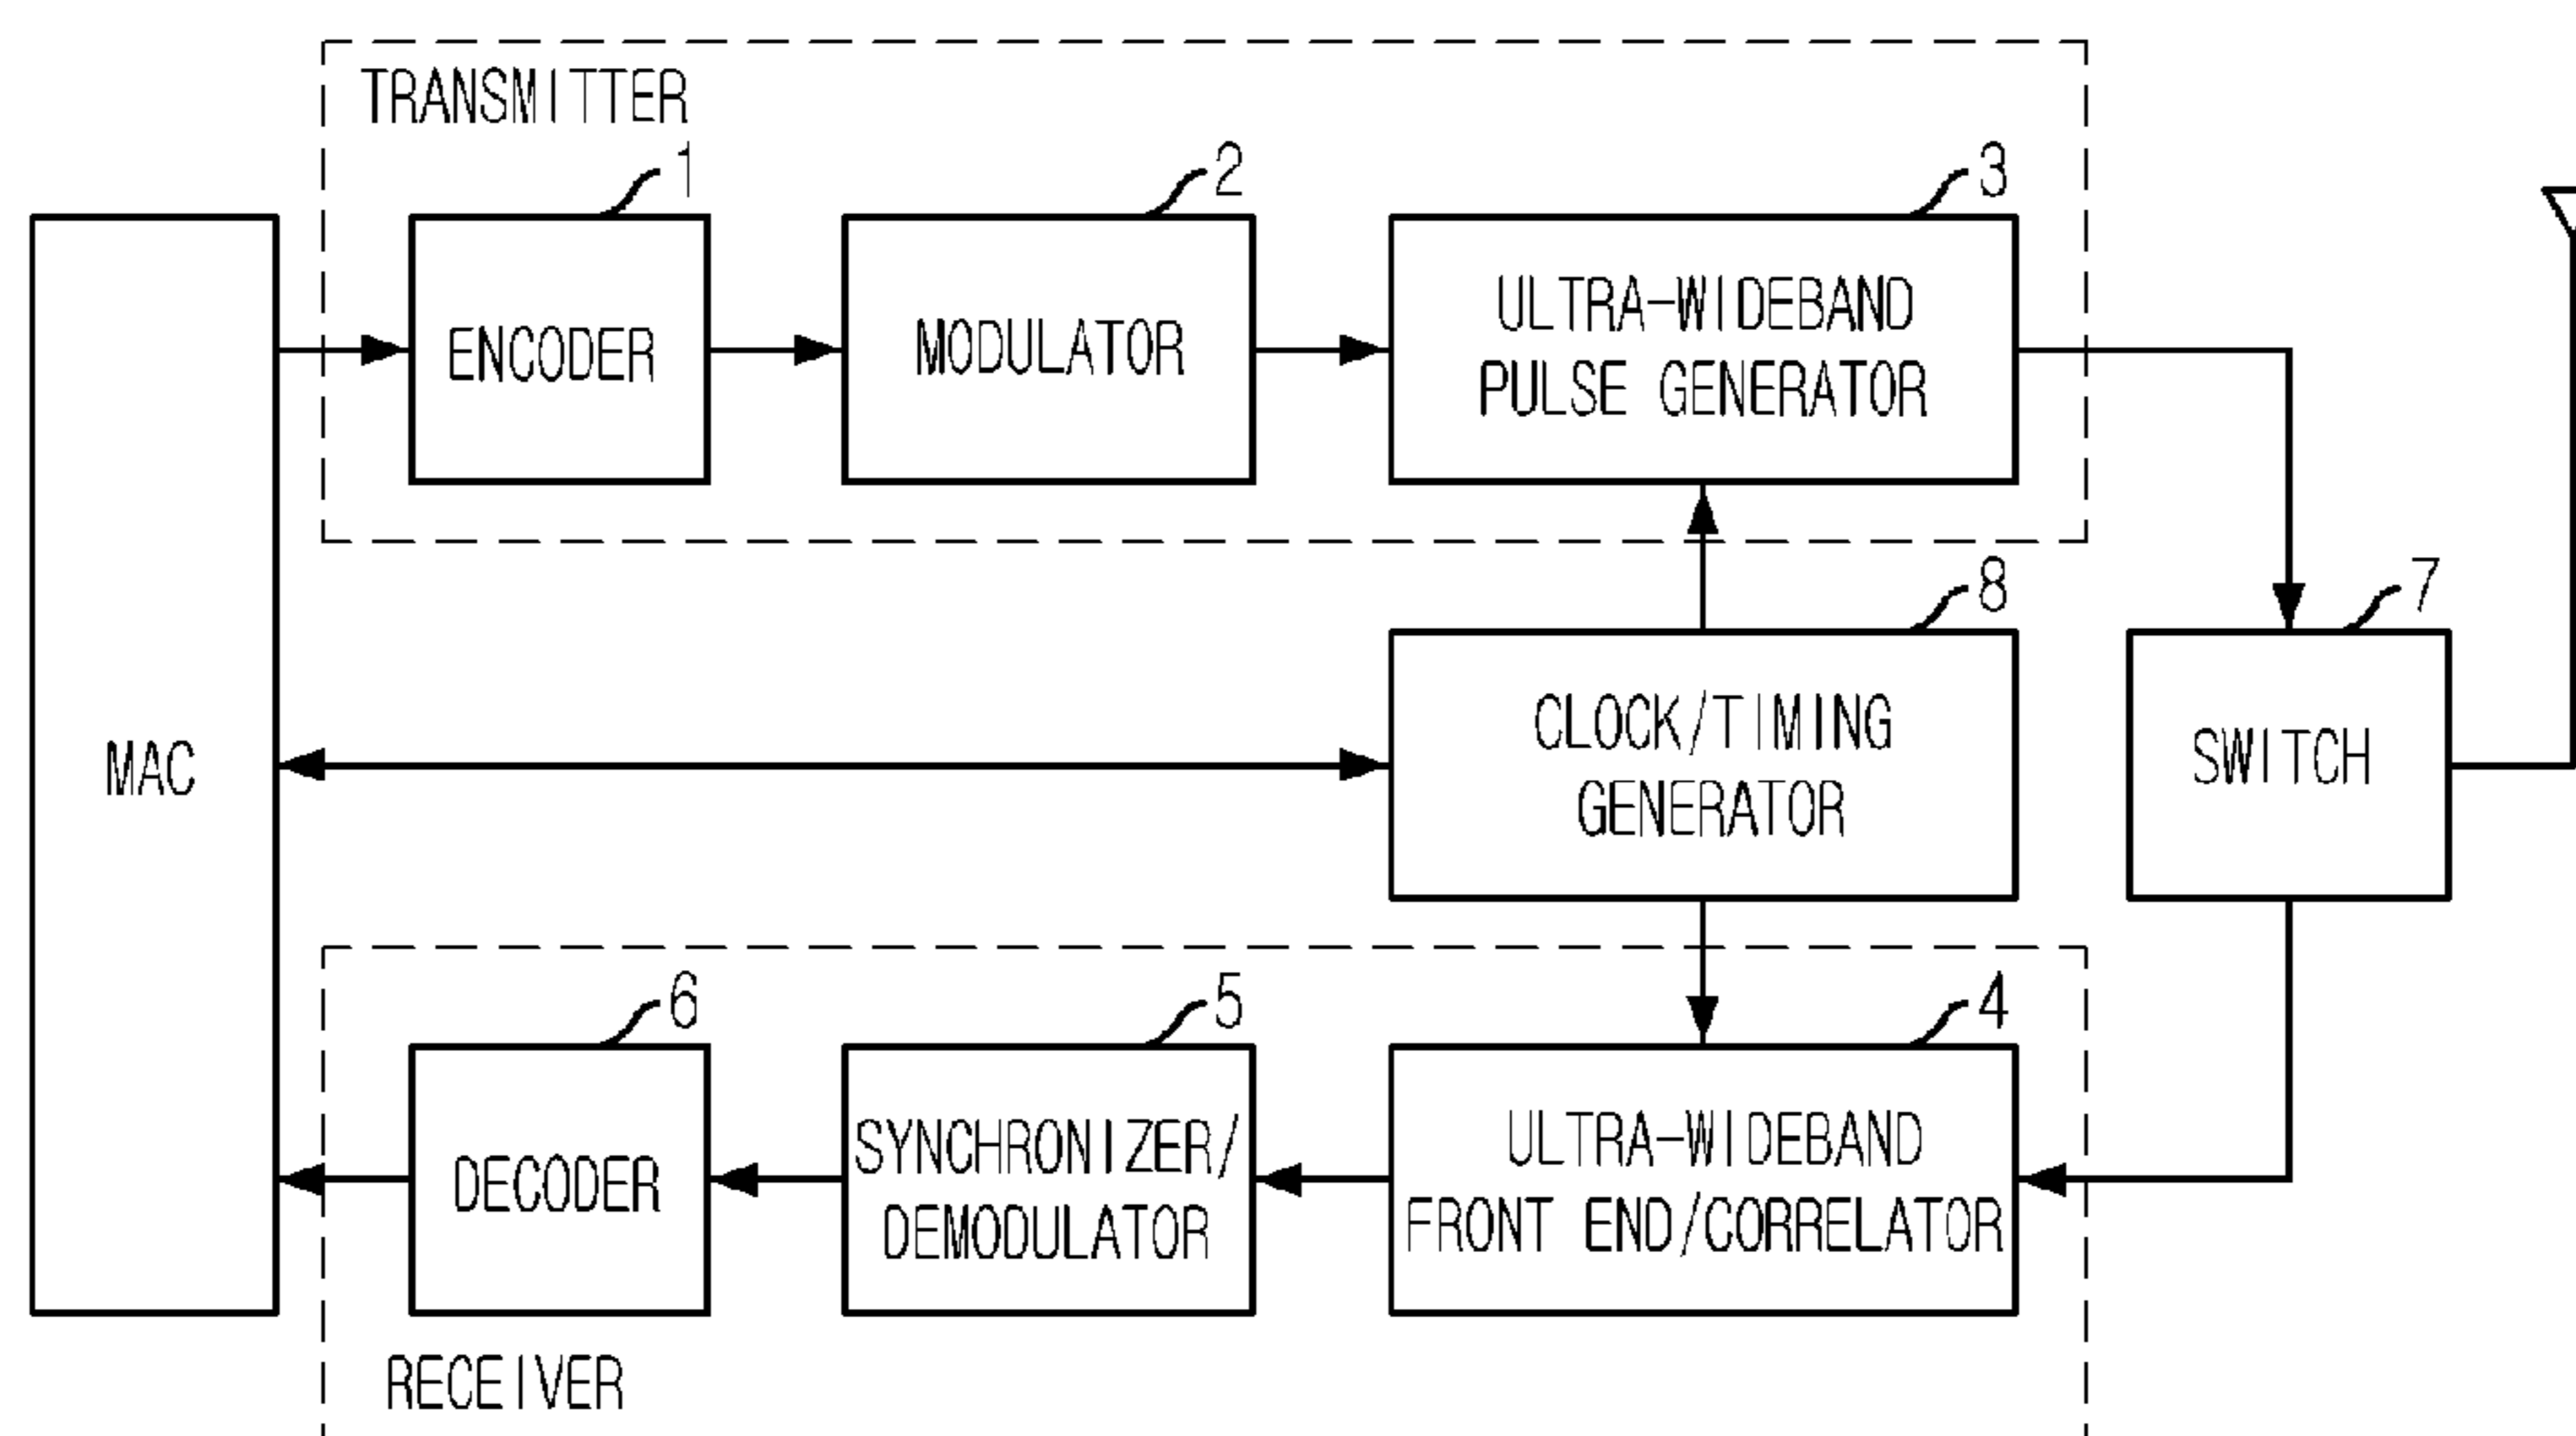 TRANSMITTER
1
2
3
ENCODER
MODULATOR
ULTRA-WIDEBAND
PULSE GENERATOR
8
7
MAC
CLOCK/TIMING
GENERATOR
SWITCH
6
5
4
DECODER
SYNCHRONIZER/
DEMODULATOR
ULTRA-WIDEBAND
FRONT END/CORRELATOR
RECEIVER